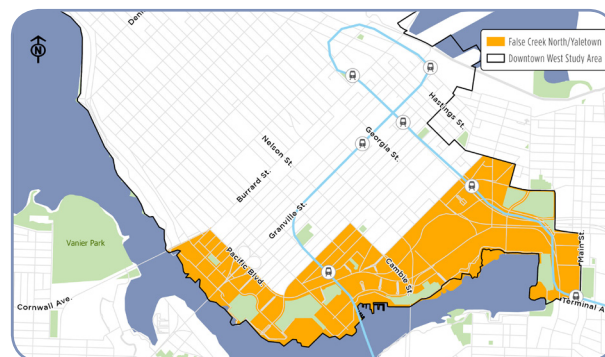 Denn
N
False Creek North/Yaletown
Downtown West Study Area
Hastings St.
Georgia St.
Nelson St.
Burrard St.
Granville St.
Vanier Park
Pacific Blvd
Cambie St
Main St.
Cornwall Ave.
Terminal A